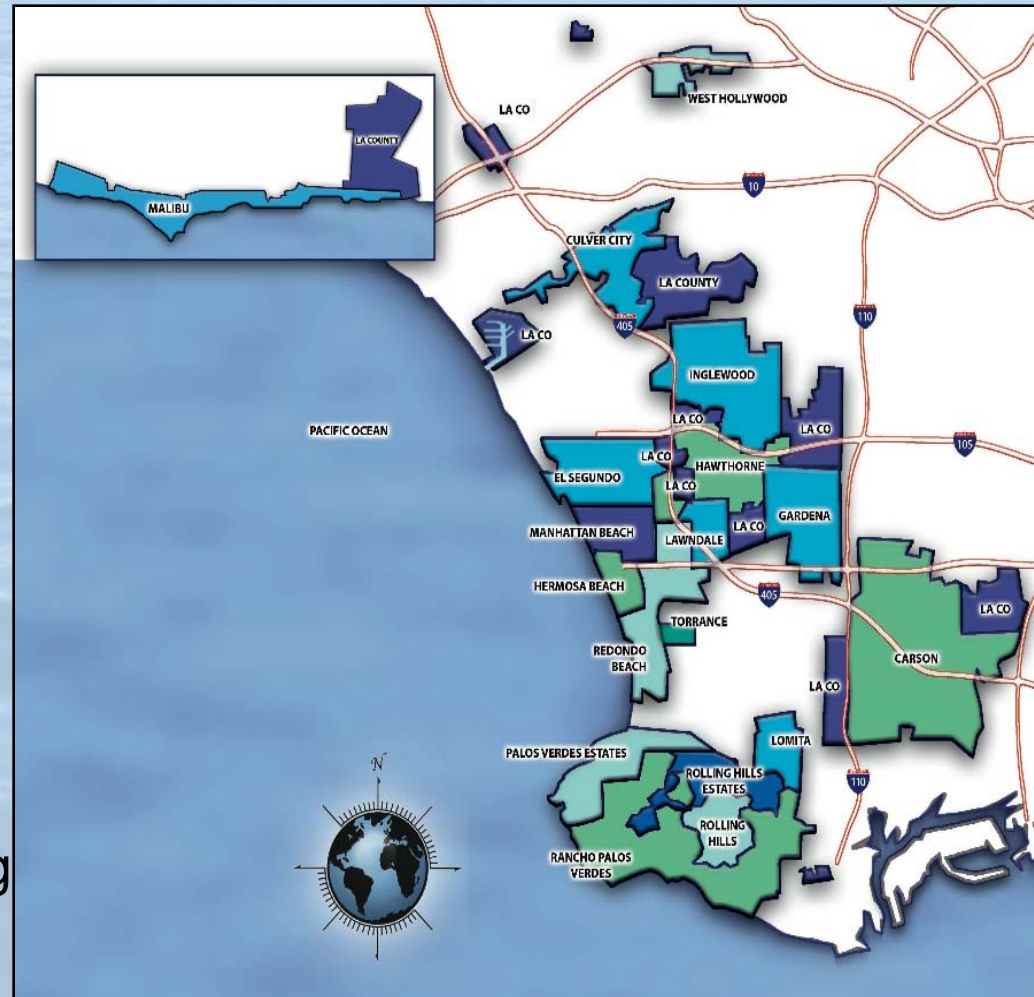 WEST HOLLYWOOD
LA CO
LA COUNTY
MALIBU
10
CULVER CITY
LA COUNTY
110
405
LA CO
INGLEWOOD
LA CO
LA CO
PACIFIC OCEAN
105
LA CO
HAWTHORNE
EL SEGUNDO
LA CO
GARDENA
MANHATTAN BEACH
LAWNDALE
LA CO
HERMOSA BEACH
405
LA CO
TORRANCE
REDONDO
BEACH
CARSON
LA CO
LOMITA
PALOS VERDES ESTATES
ROLLING HILLS
ESTATES
110
N
ROLLING
HILLS
RANCHO PALOS
VERDES
g